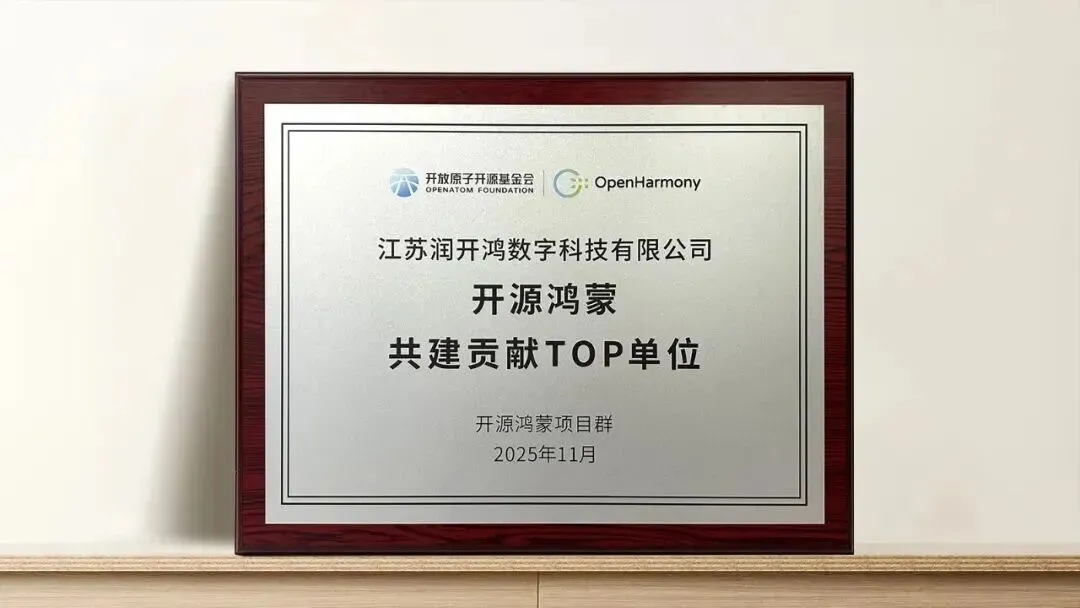 开放原子开源基金会
OPENATOM FOUNDATION
OpenHarmony
江苏润开鸿数字科技有限公司
开源鸿蒙
共建贡献TOP单位
开源鸿蒙项目群
2025年11月